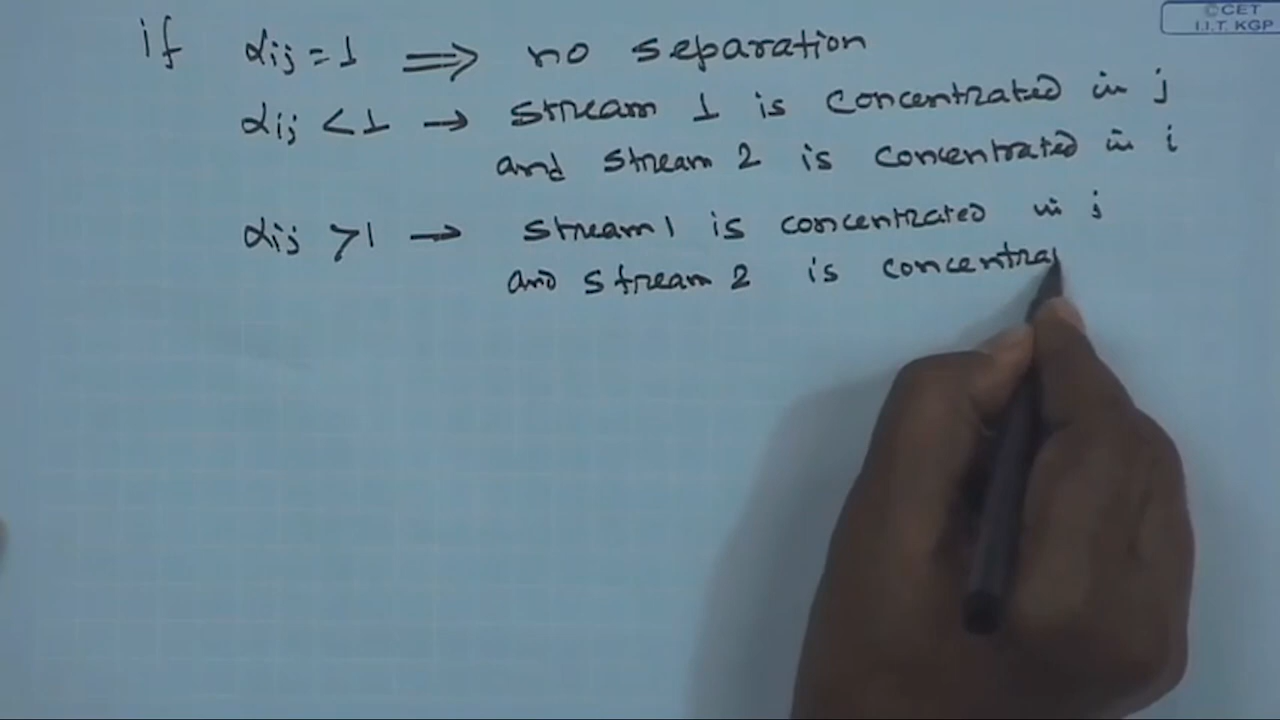 ©CET
I.I.T. KGP
if αij = 1 ⟹ no separation
αij < 1 → stream 1 is concentrated in j
and stream 2 is concentrated in i
αij > 1 → stream 1 is concentrated in i
and stream 2 is concentra